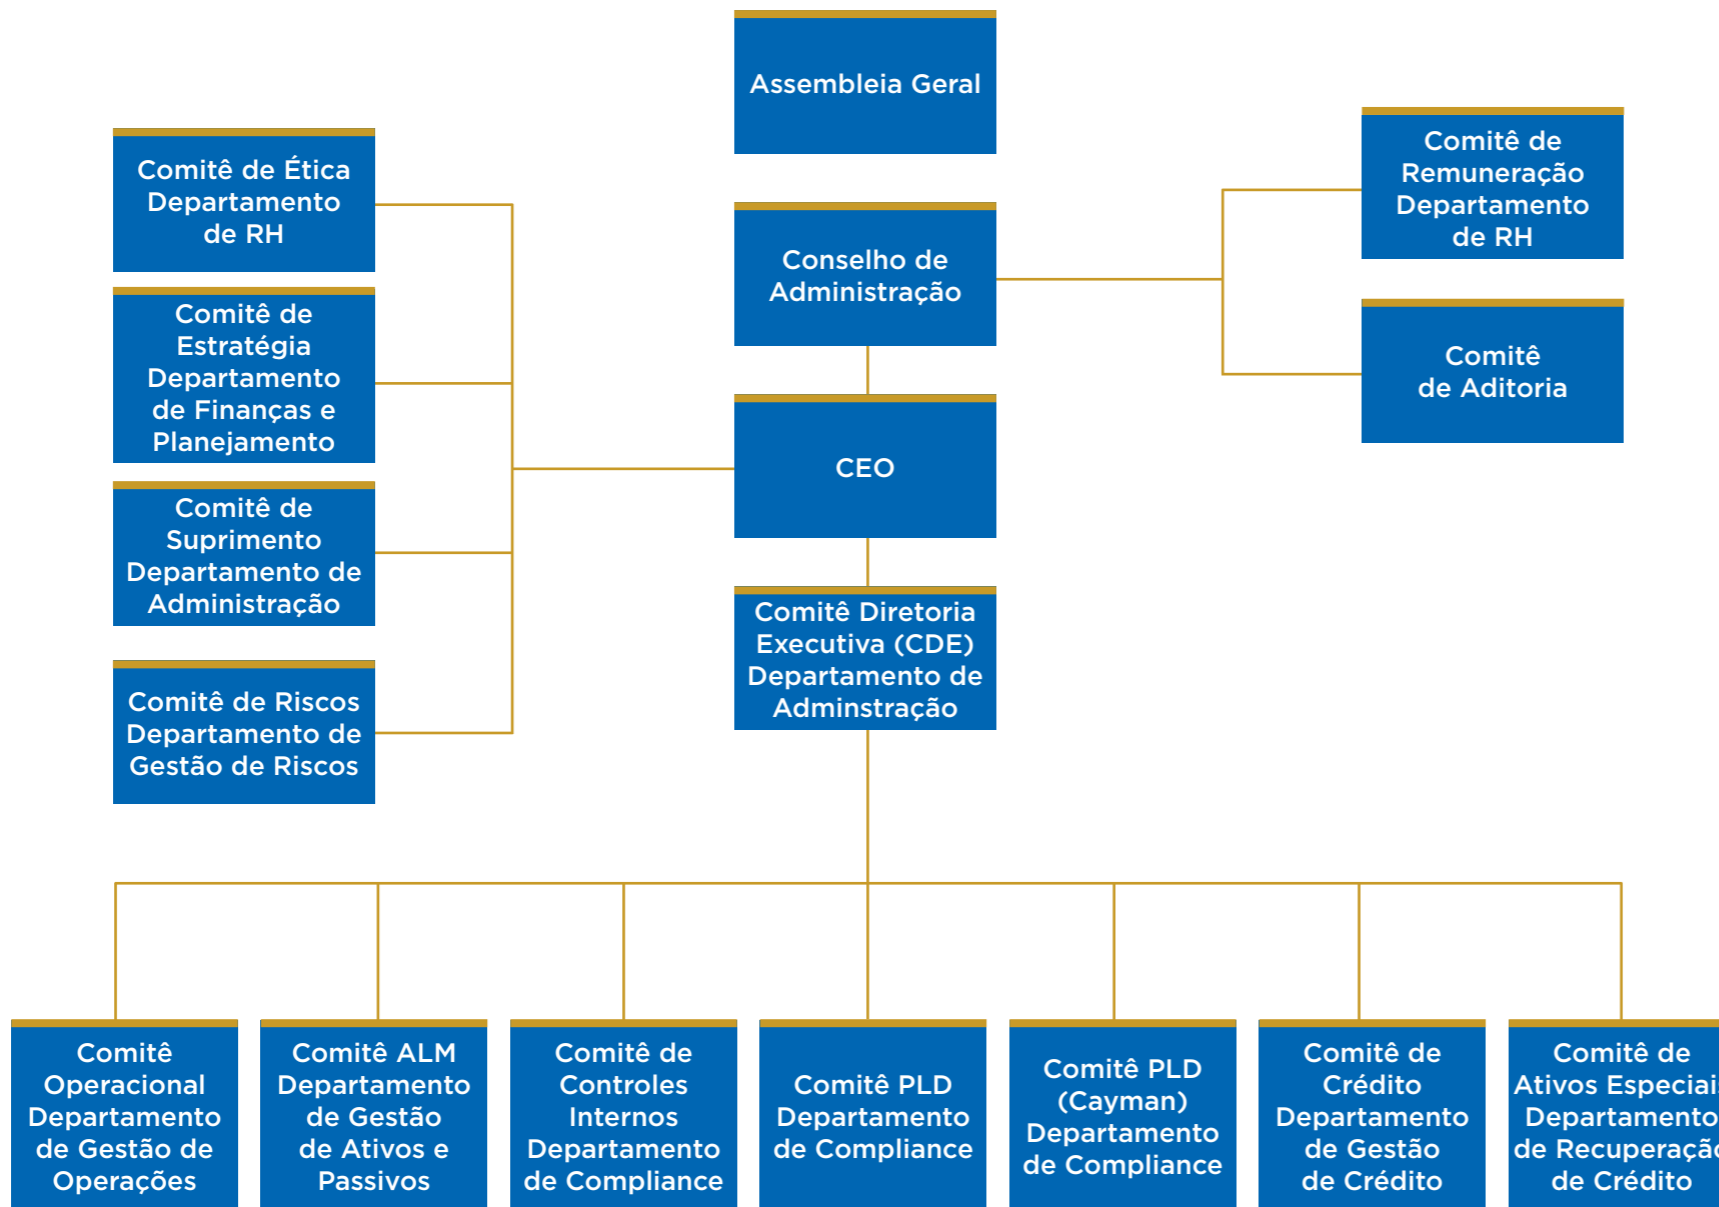 Assembleia Geral
Comitê de Ética
Departamento
de RH
Comitê de
Remuneração
Departamento
de RH
Conselho de
Administração
Comitê de
Estratégia
Departamento
de Finanças e
Planejamento
Comitê
de Aditoria
CEO
Comitê de
Suprimento
Departamento de
Administração
Comitê Diretoria
Executiva (CDE)
Departamento de
Adminstração
Comitê de Riscos
Departamento de
Gestão de Riscos
Comitê
Operacional
Departamento
de Gestão de
Operações
Comitê ALM
Departamento
de Gestão
de Ativos e
Passivos
Comitê de
Controles
Internos
Departamento
de Compliance
Comitê PLD
Departamento
de Compliance
Comitê PLD
(Cayman)
Departamento
de Compliance
Comitê de
Crédito
Departamento
de Gestão
de Crédito
Comitê de
Ativos Especiais
Departamento
de Recuperação
de Crédito